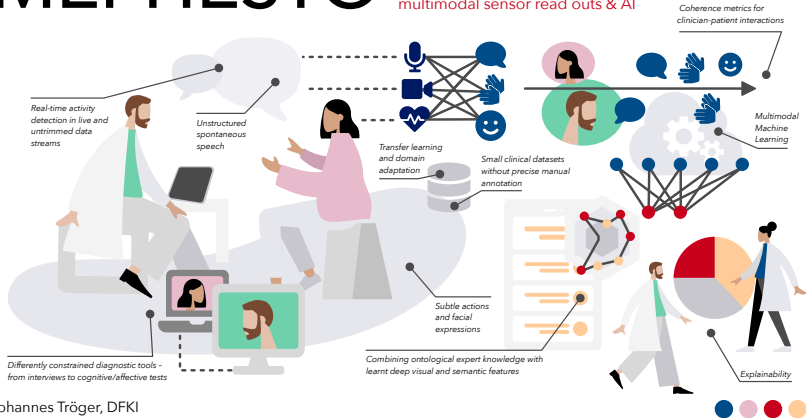 multimodal sensor read outs & AI
Coherence metrics for
clinician-patient interactions
Real-time activity
detection in live and
untrimmed data
streams
Unstructured
spontaneous
speech
Transfer learning
and domain
adaptation
Small clinical datasets
without precise manual
annotation
Multimodal
Machine
Learning
Subtle actions
and facial
expressions
Differently constrained diagnostic tools –
from interviews to cognitive/affective tests
Combining ontological expert knowledge with
learnt deep visual and semantic features
Explainability
ohannes Tröger, DFKI